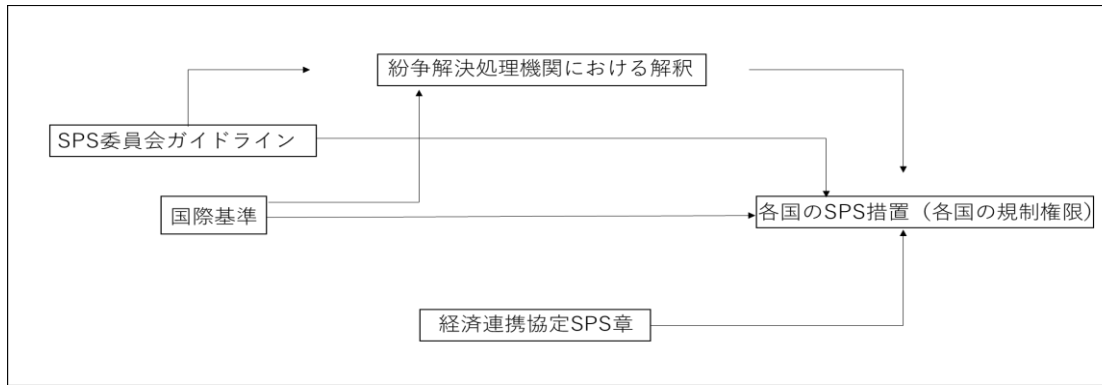 紛争解決処理機関における解釈
SPS委員会ガイドライン
国際基準
各国のSPS措置（各国の規制権限）
経済連携協定SPS章